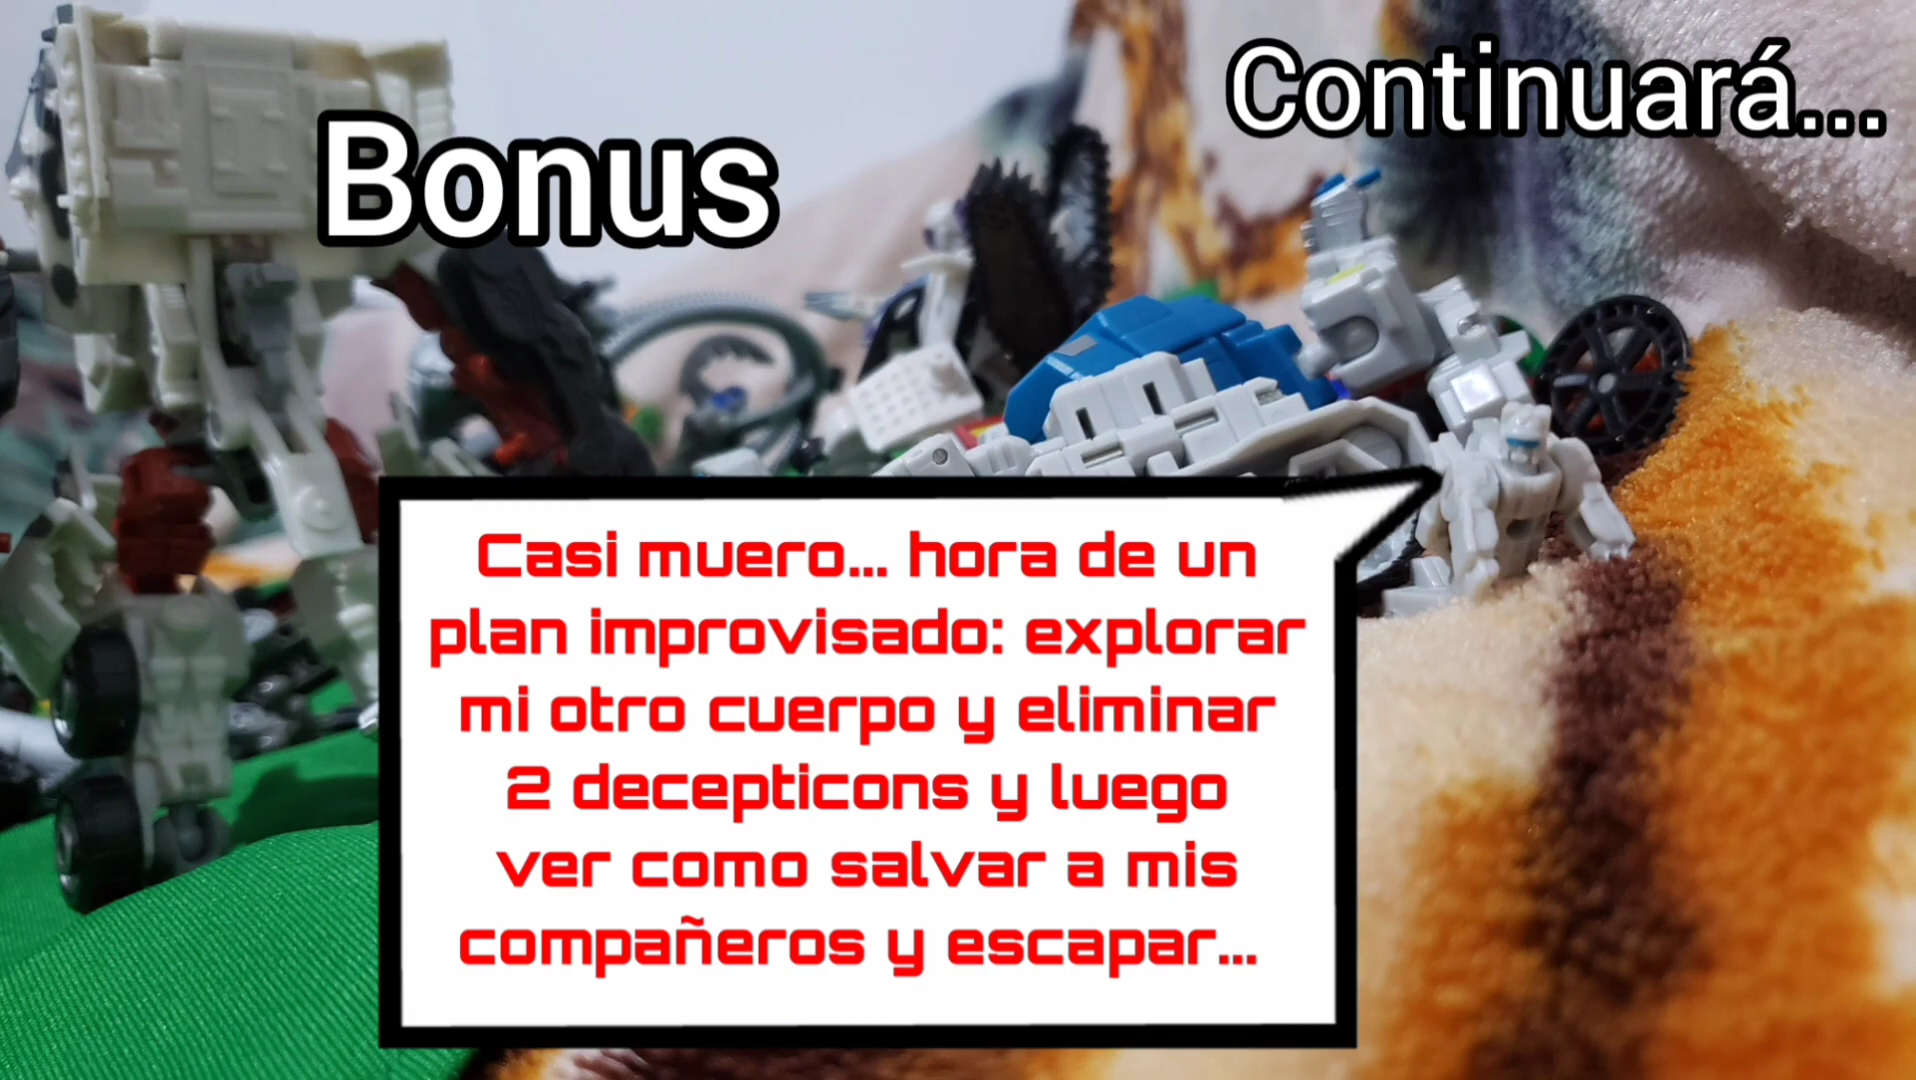 Continuará...
Bonus
Casi muero... hora de un
plan improvisado: explorar
mi otro cuerpo y eliminar
2 decepticons y luego
ver como salvar a mis
compañeros y escapar...